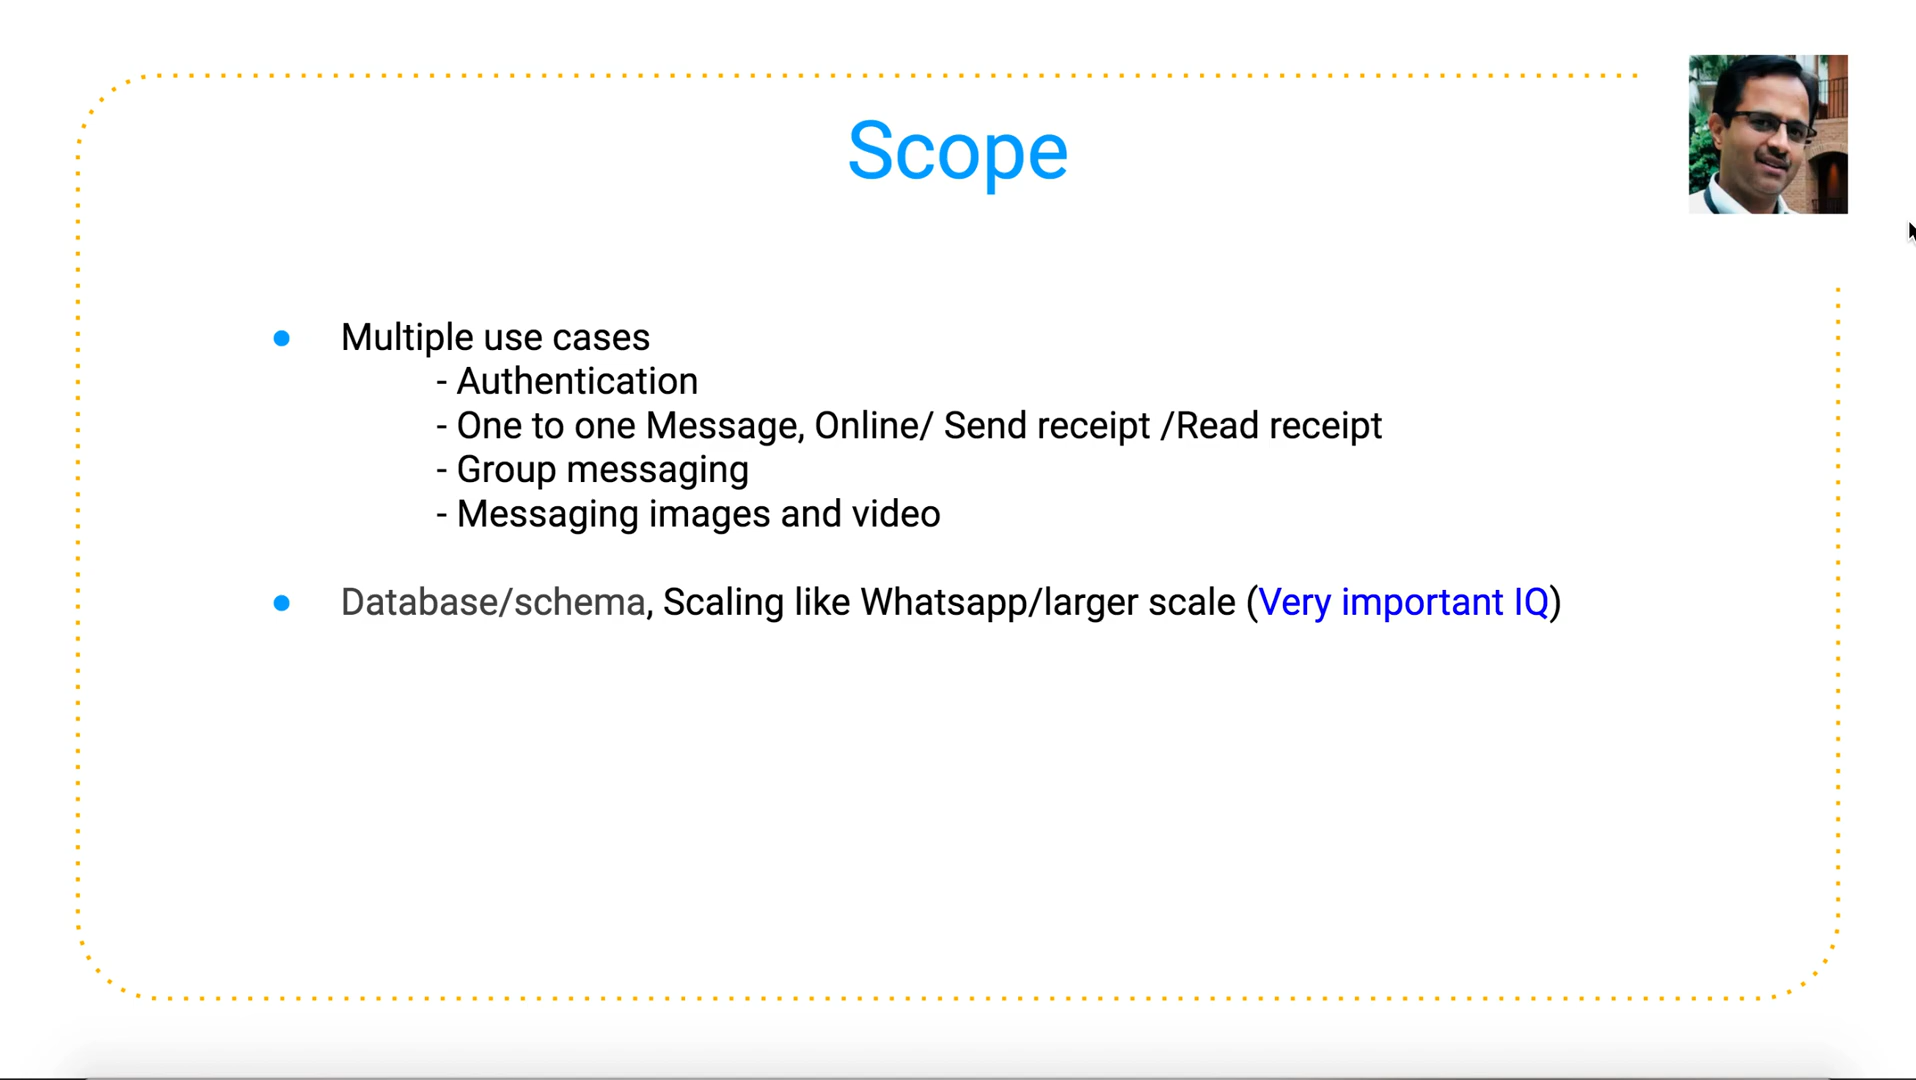 Scope
Multiple use cases
- Authentication
- One to one Message, Online/ Send receipt /Read receipt
- Group messaging
- Messaging images and video
Database/schema, Scaling like Whatsapp/larger scale (Very important IQ)